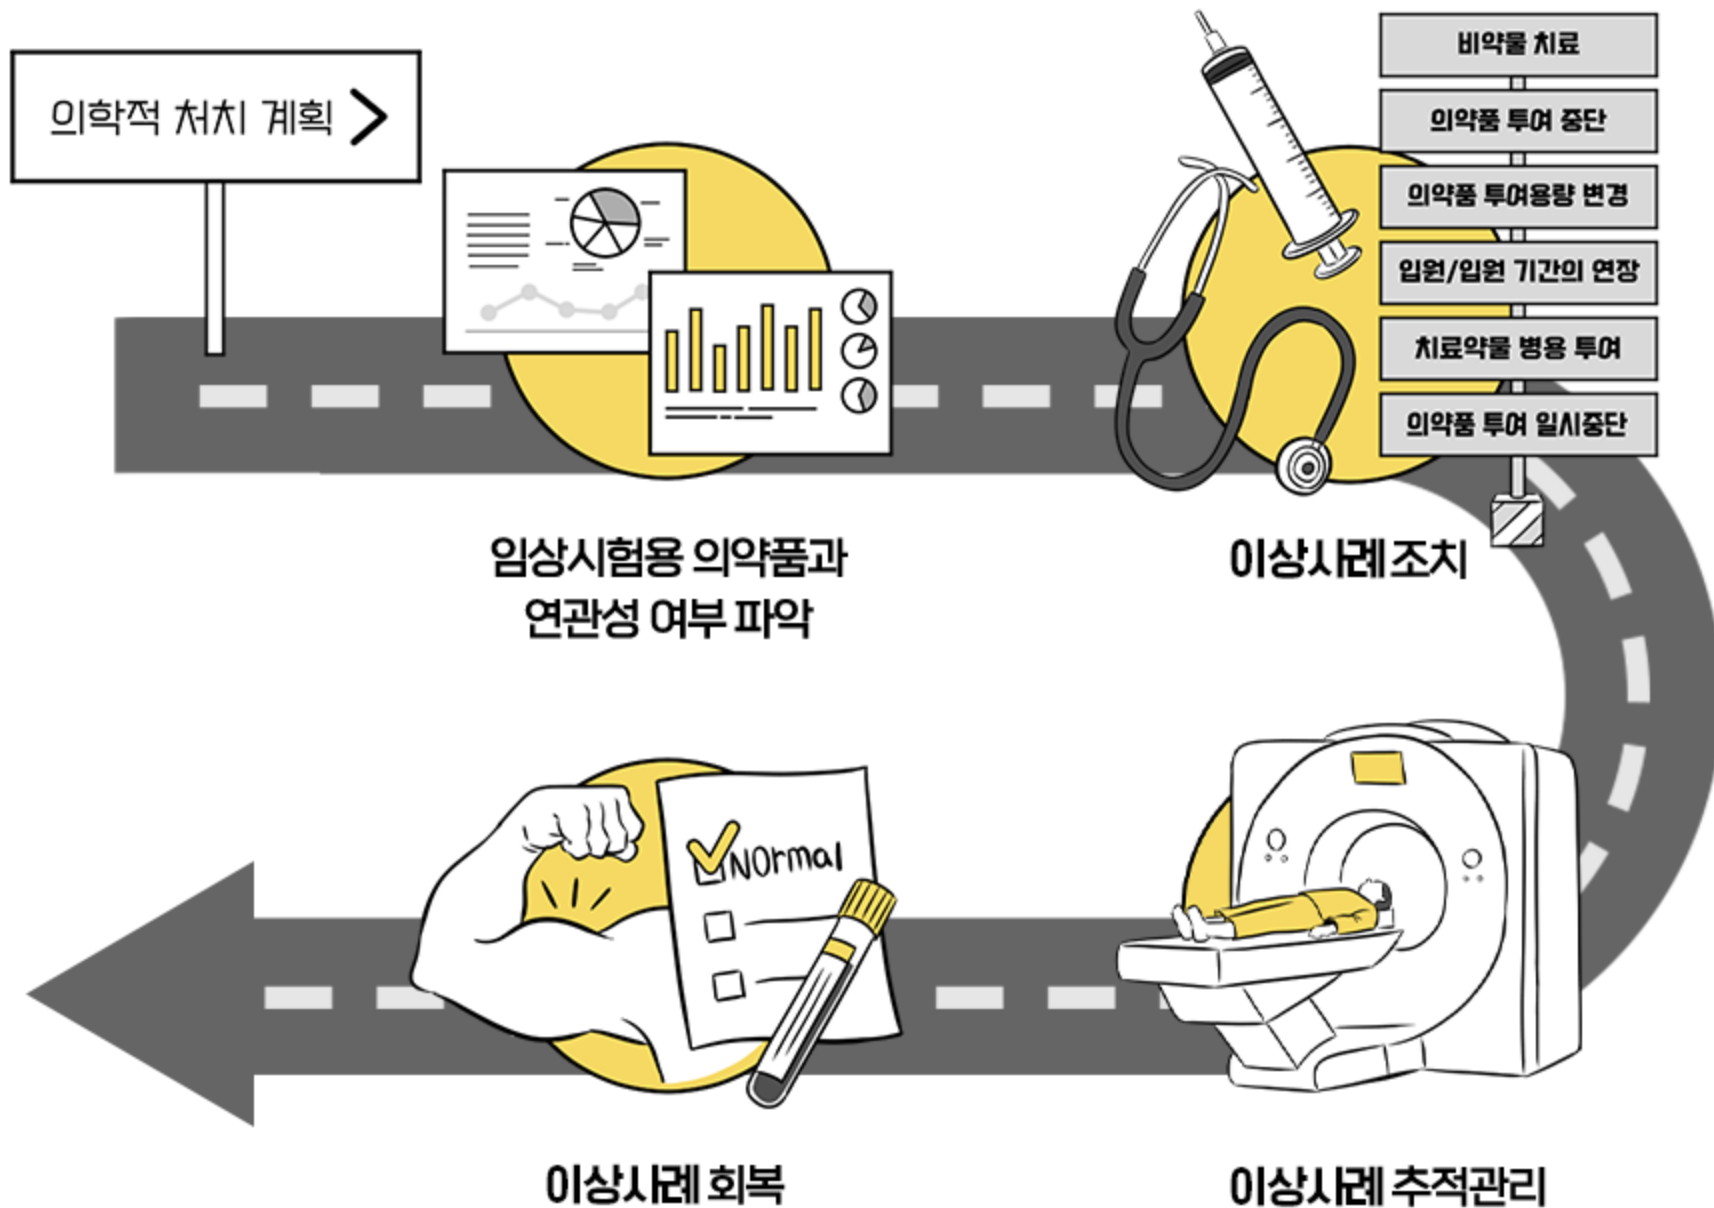 의학적 처치 계획 >
비약물 치료
의약품 투여 중단
의약품 투여용량 변경
입원/입원 기간의 연장
치료약물 병용 투여
의약품 투여 일시중단
임상시험용 의약품과
연관성 여부 파악
이상사례 조치
Normal
이상사례 회복
이상사례 추적관리